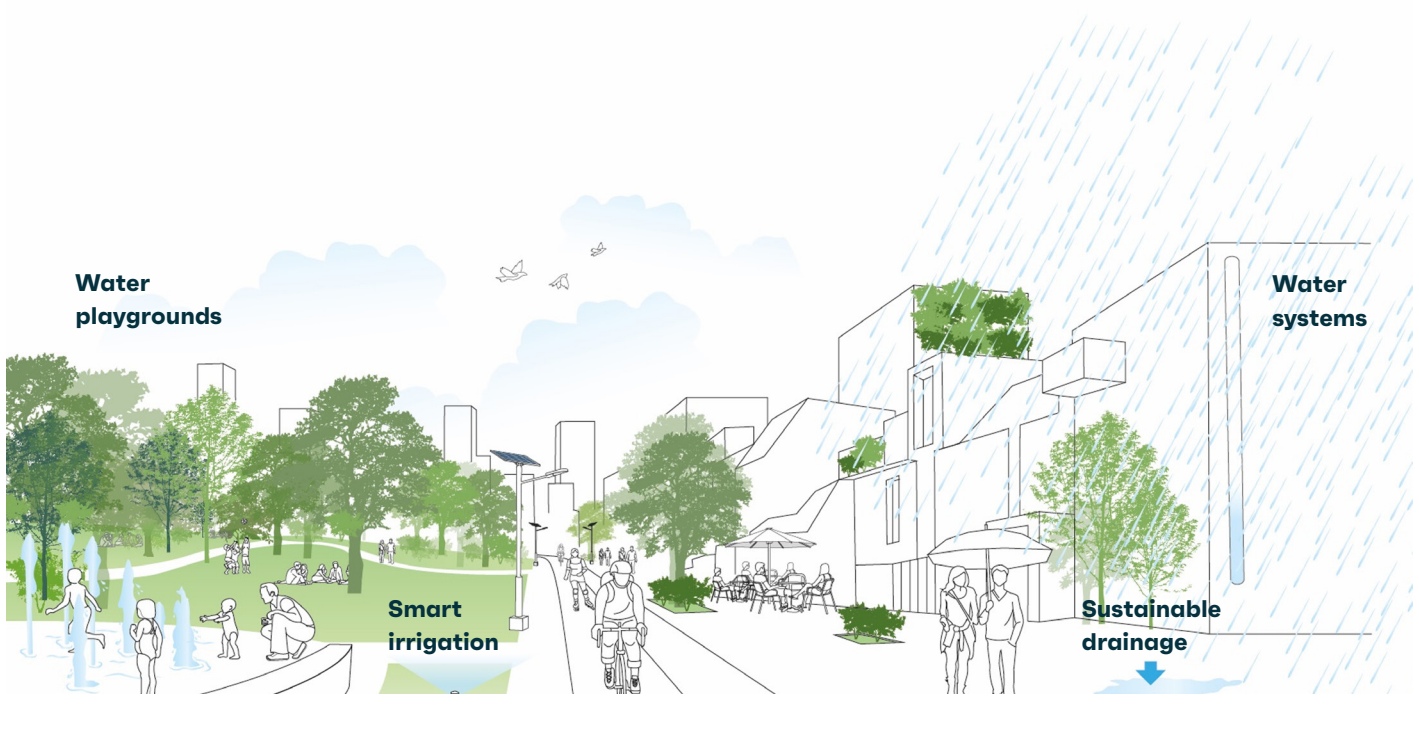 Water
playgrounds
Water
systems
Smart
irrigation
Sustainable
drainage